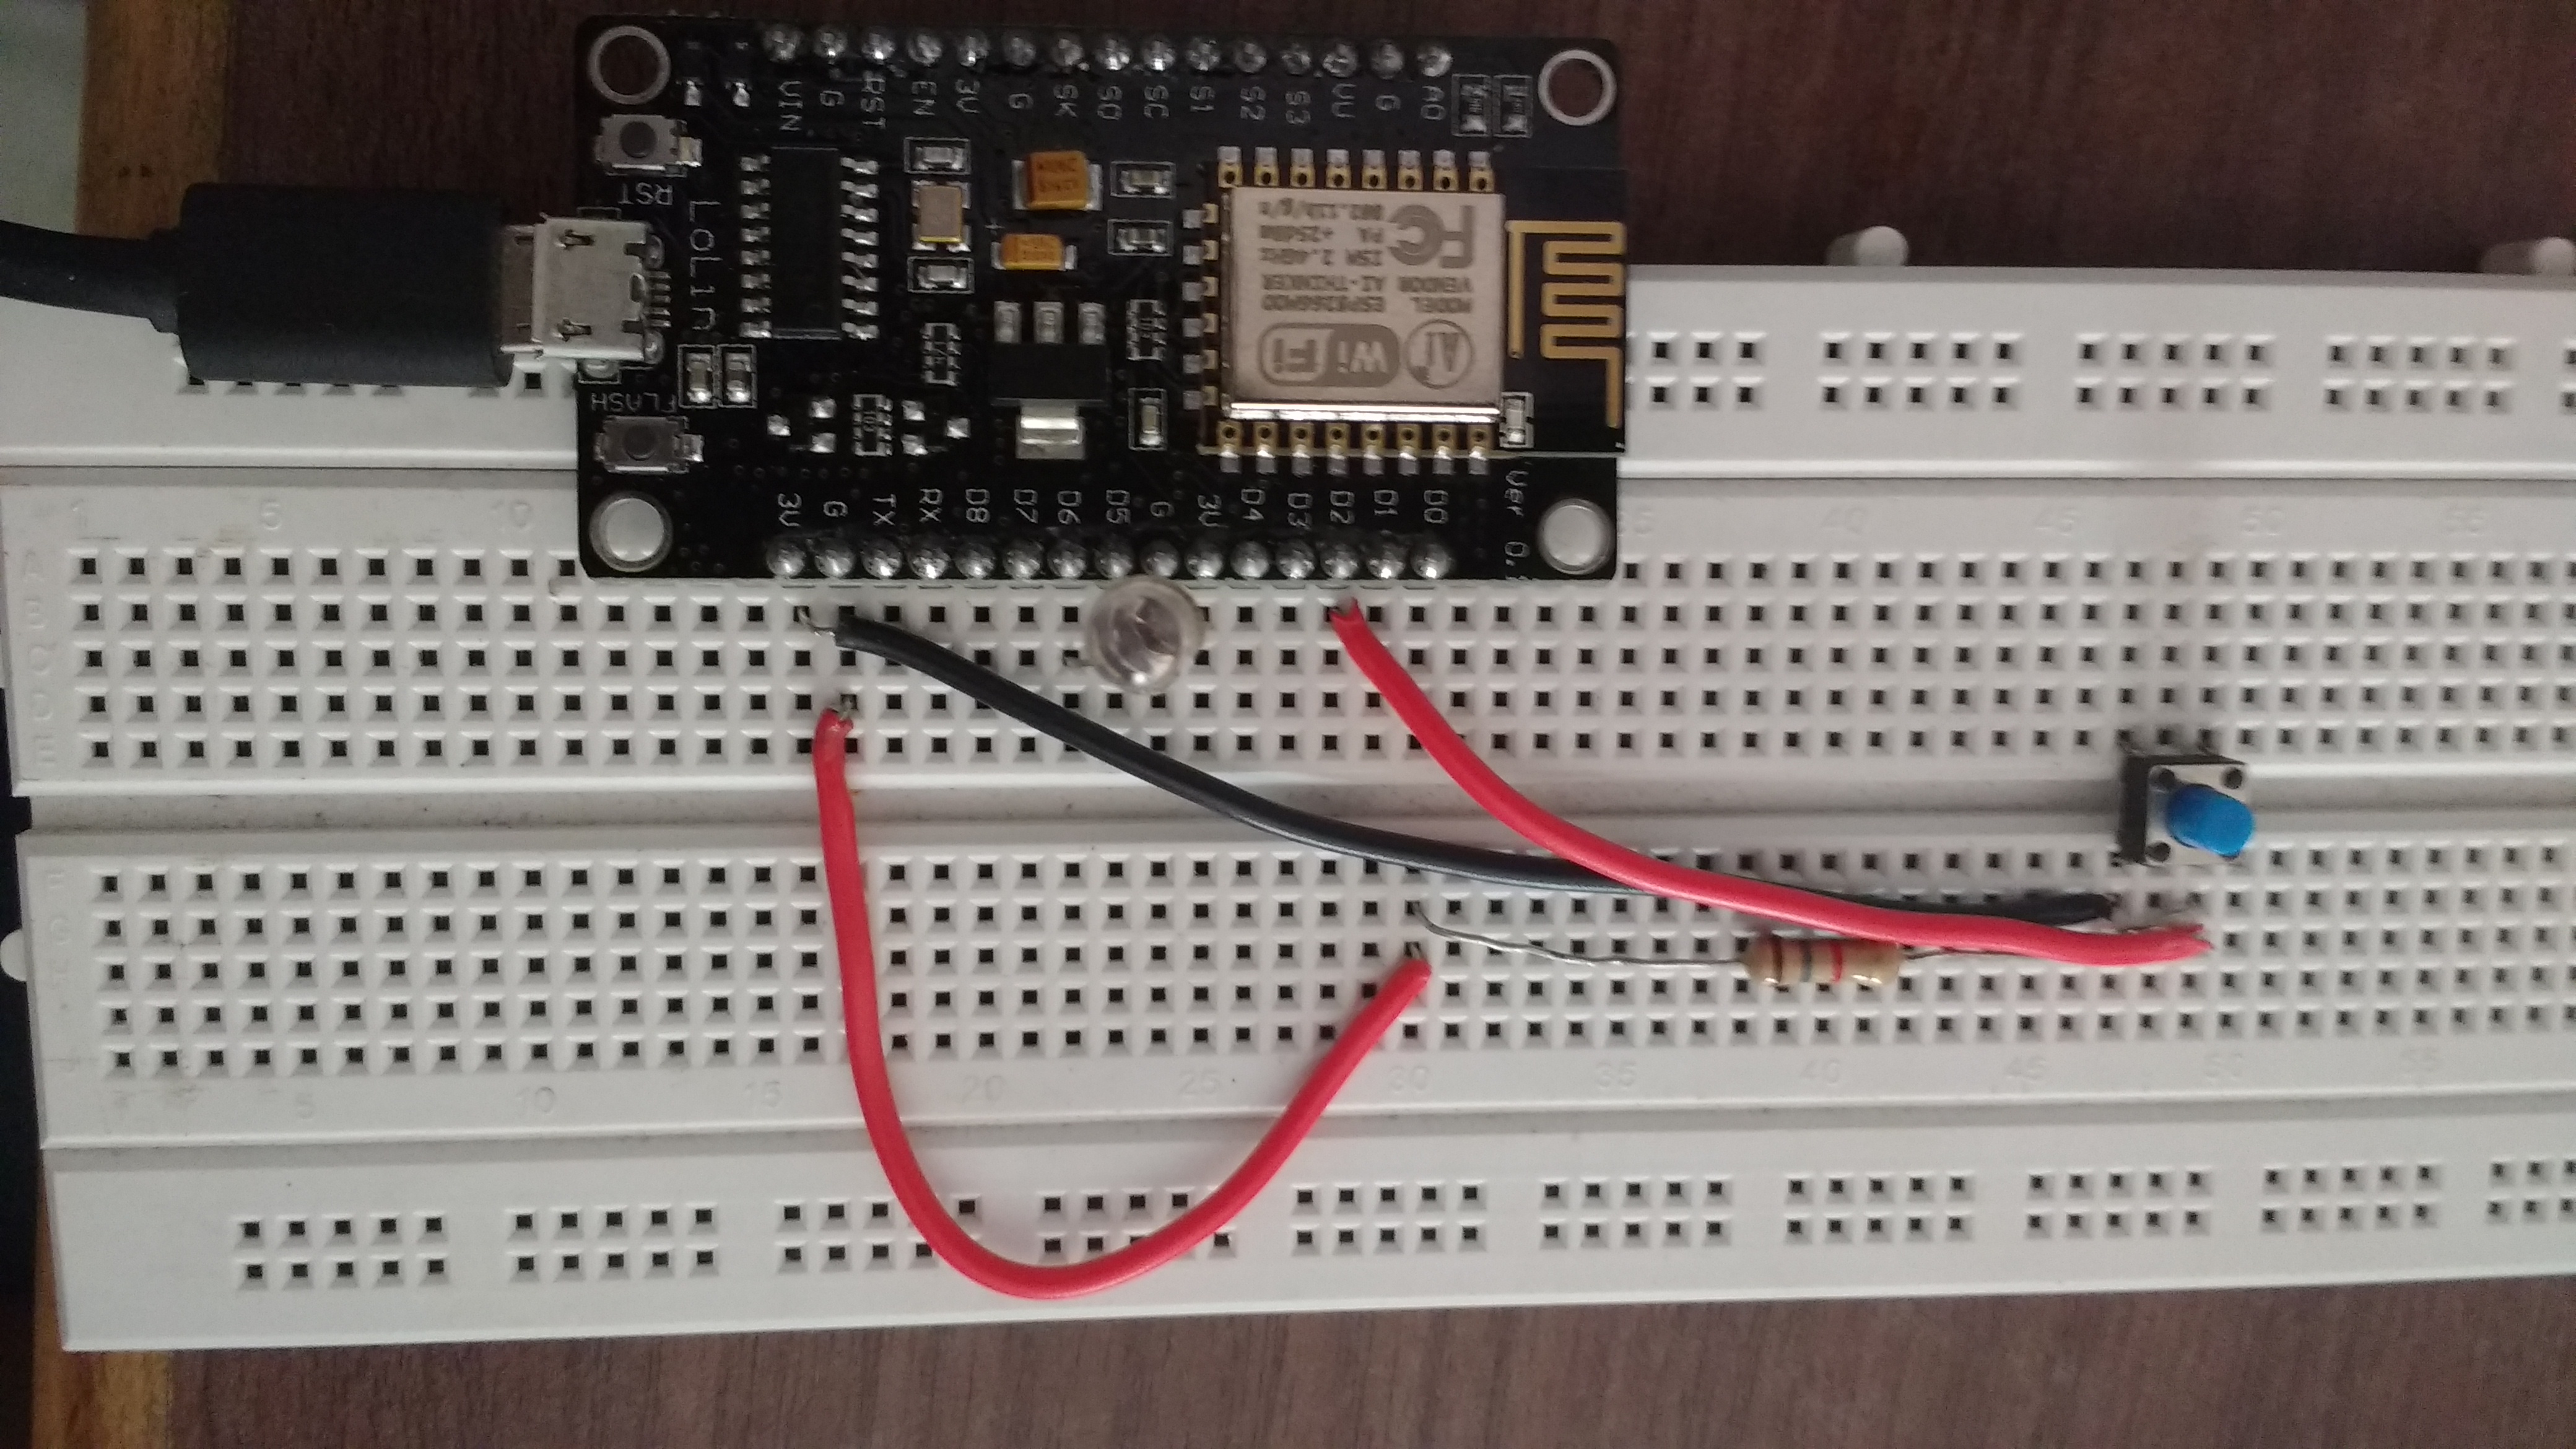 VIN G RST EN 3V G SK SO SC S1 S2 S3 VU G A0
RST
LoLin
FLASH
FC
802.11b/g/n
PA +25dBm
ISM 2.4GHz
VENDOR AI-THINKER
MODEL ESP8266MOD
Ai
WiFi
3V G TX RX D8 D7 D6 D5 G 3V D4 D3 D2 D1 D0
Ver 0.1
1 5 10 35 40 45 50 55
A
B
5 10 15 20 25 30 35 40 45 50 55